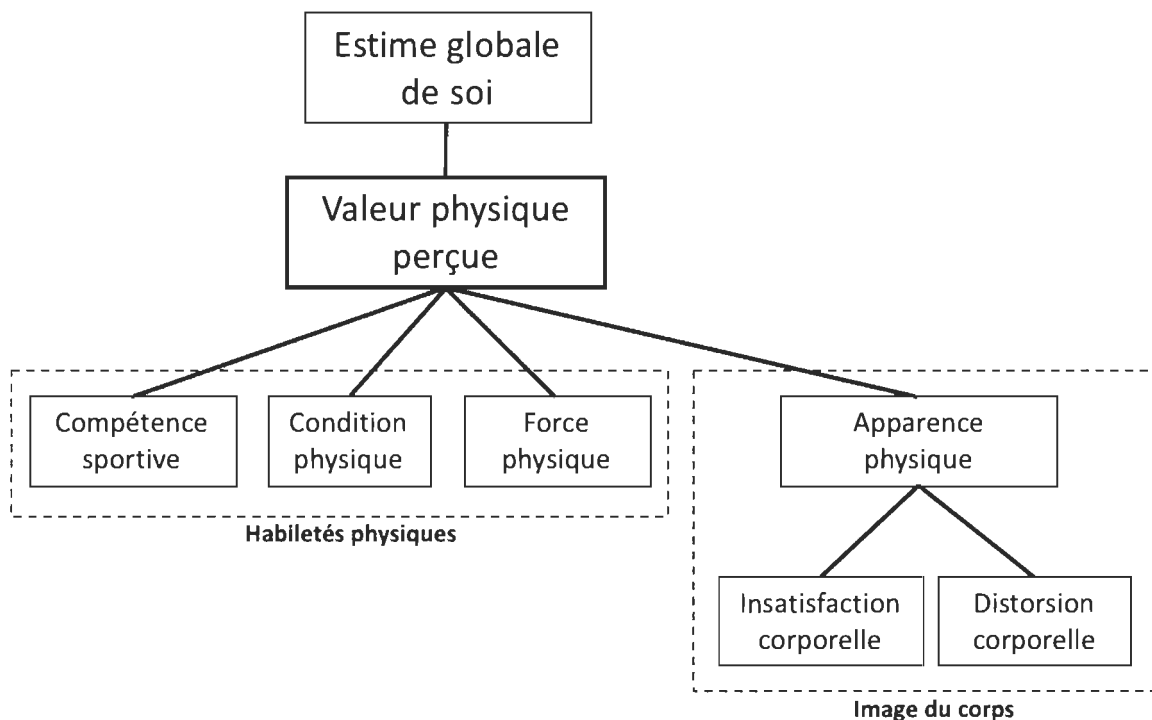 Estime globale
de soi
Valeur physique
perçue
Compétence
sportive
Condition
physique
Force
physique
Habiletés physiques
Apparence
physique
Insatisfaction
corporelle
Distorsion
corporelle
Image du corps